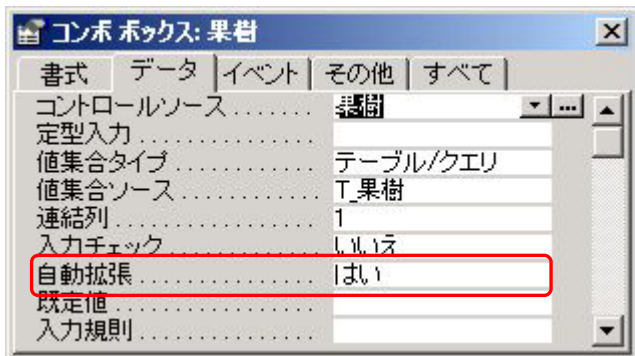 コンボ ボックス: 果樹
書式 データ イベント その他 すべて
コントロールソース....... 果樹
定型入力...............
値集合タイプ............. テーブル/クエリ
値集合ソース............. T_果樹
連結列................. 1
入力チェック............. いいえ
自動拡張............... はい
既定値.................
入力規則...............